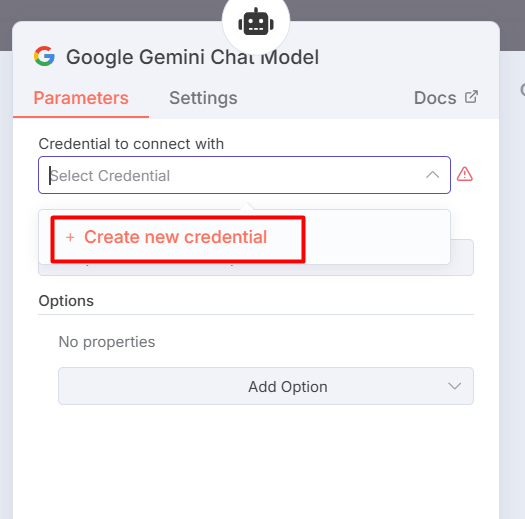 Google Gemini Chat Model
Parameters Settings Docs
Credential to connect with
Select Credential
+ Create new credential
Options
No properties
Add Option